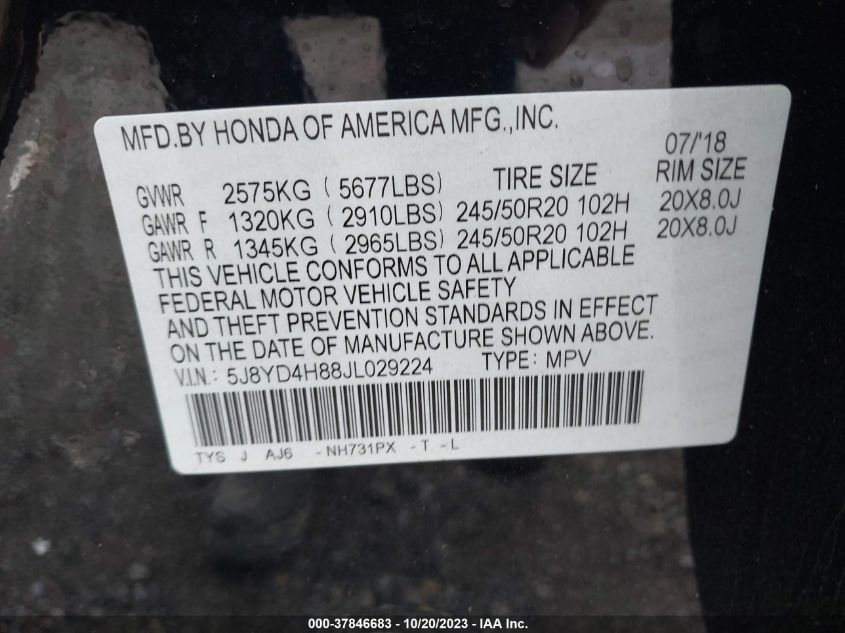 MFD.BY HONDA OF AMERICA MFG.,INC.
07/'18
GVWR 2575KG ( 5677LBS) TIRE SIZE RIM SIZE
GAWR F 1320KG ( 2910LBS) 245/50R20 102H 20X8.0J
GAWR R 1345KG ( 2965LBS) 245/50R20 102H 20X8.0J
THIS VEHICLE CONFORMS TO ALL APPLICABLE
FEDERAL MOTOR VEHICLE SAFETY
AND THEFT PREVENTION STANDARDS IN EFFECT
ON THE DATE OF MANUFACTURE SHOWN ABOVE.
V.I.N.: 5J8YD4H88JL029224 TYPE: MPV
TYS J AJ6 -NH731PX -T -L
000-37846683 - 10/20/2023 - IAA Inc.